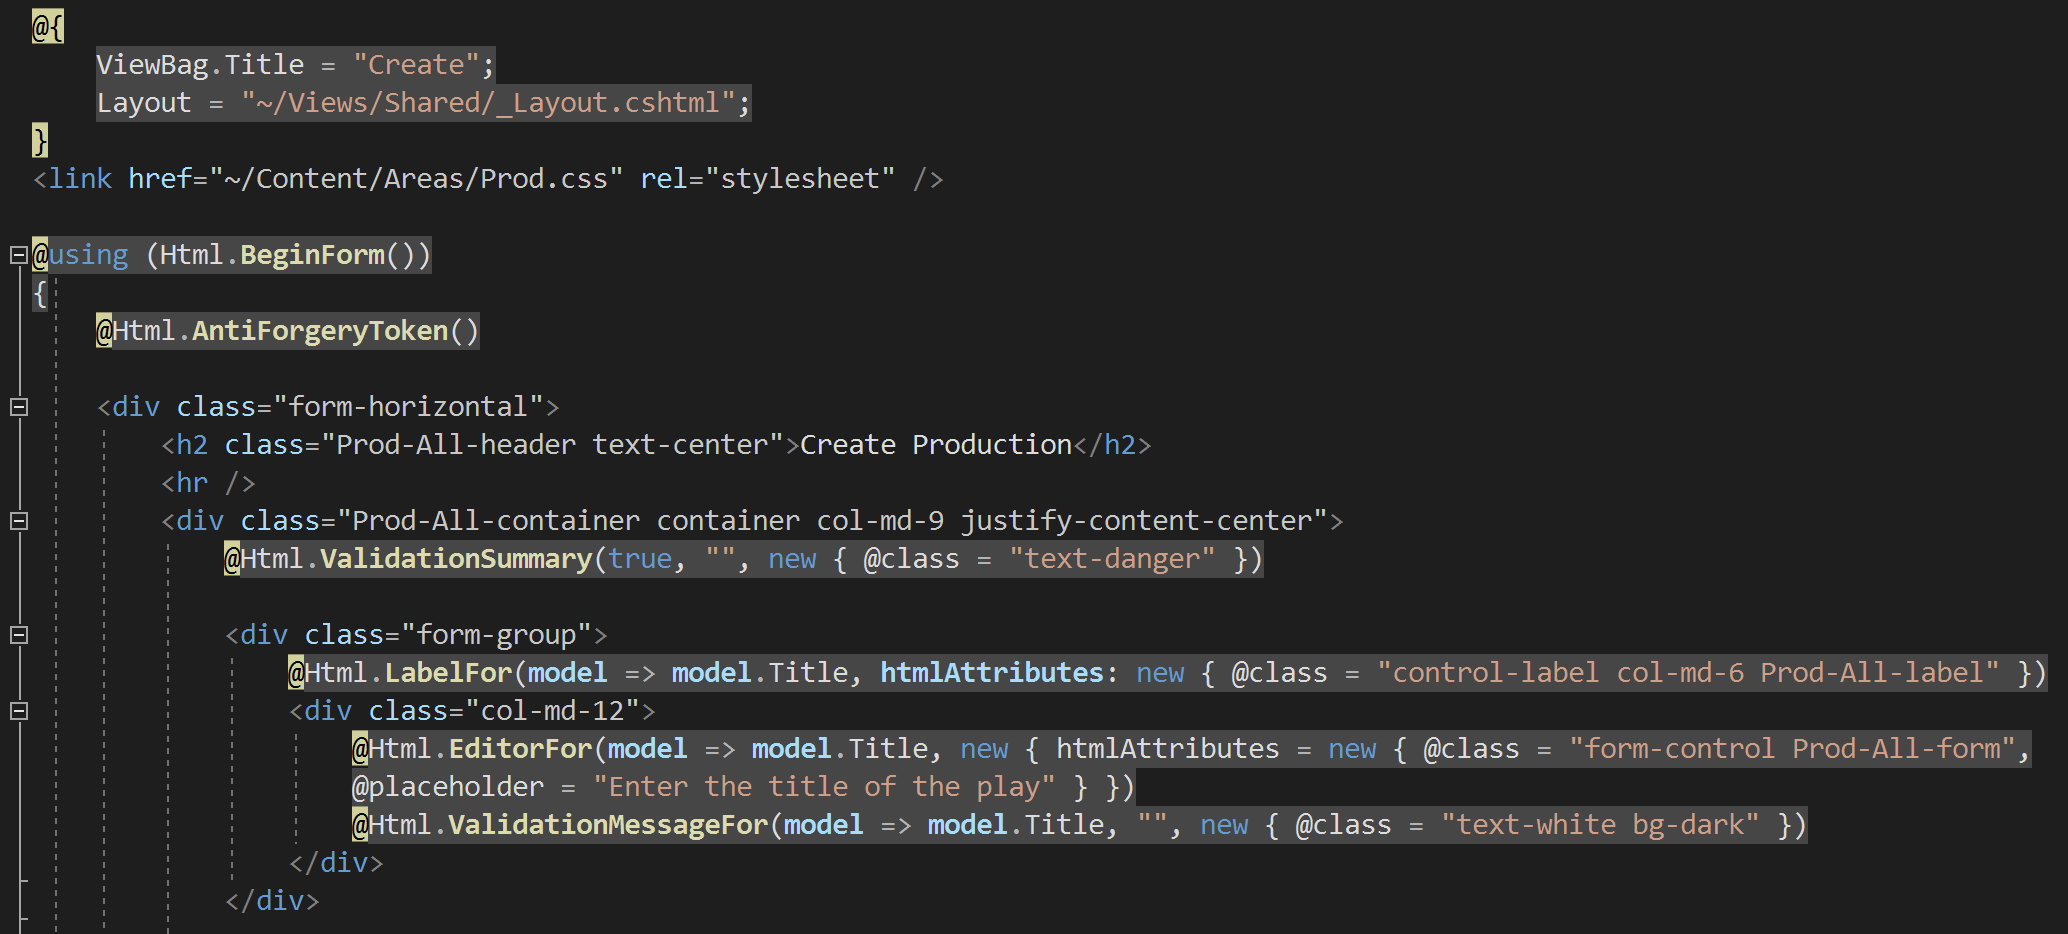 @{
ViewBag.Title = "Create";
Layout = "~/Views/Shared/_Layout.cshtml";
}
<link href="~/Content/Areas/Prod.css" rel="stylesheet" />
@using (Html.BeginForm())
{
@Html.AntiForgeryToken()
<div class="form-horizontal">
<h2 class="Prod-All-header text-center">Create Production</h2>
<hr />
<div class="Prod-All-container container col-md-9 justify-content-center">
@Html.ValidationSummary(true, "", new { @class = "text-danger" })
<div class="form-group">
@Html.LabelFor(model => model.Title, htmlAttributes: new { @class = "control-label col-md-6 Prod-All-label" })
<div class="col-md-12">
@Html.EditorFor(model => model.Title, new { htmlAttributes = new { @class = "form-control Prod-All-form",
@placeholder = "Enter the title of the play" } })
@Html.ValidationMessageFor(model => model.Title, "", new { @class = "text-white bg-dark" })
</div>
</div>